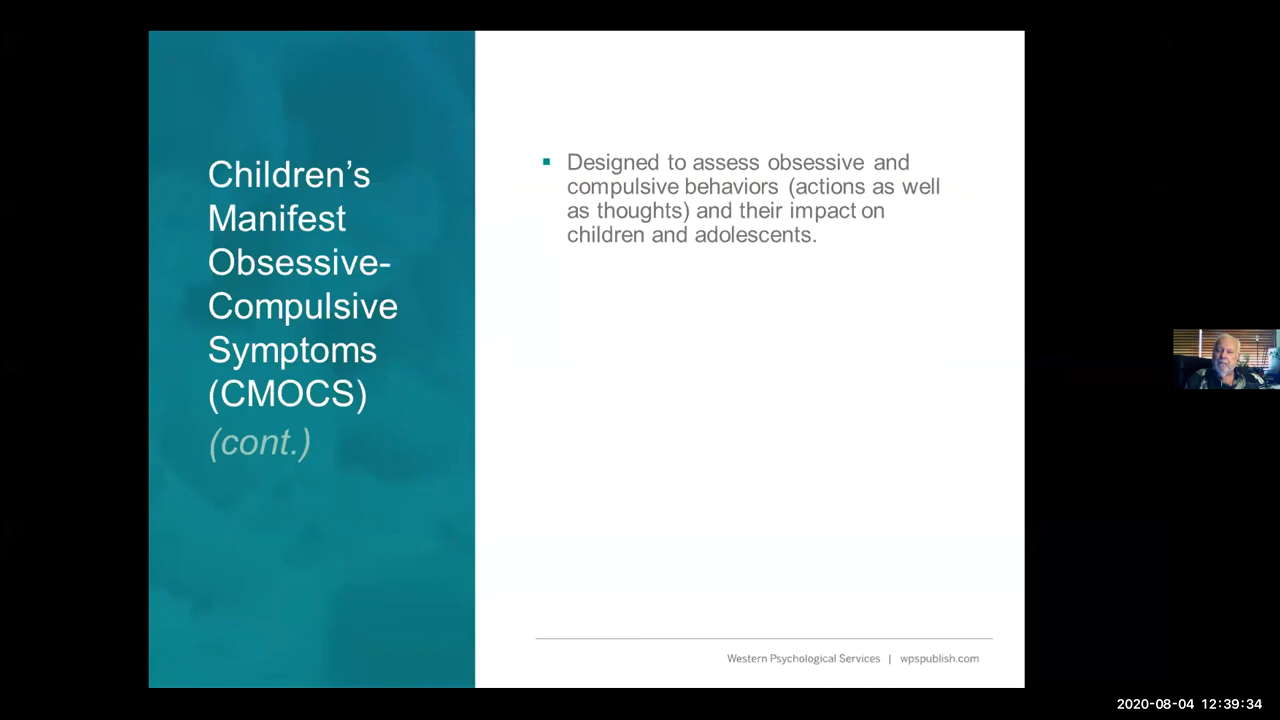 Children’s
Manifest
Obsessive-
Compulsive
Symptoms
(CMOCS)
(cont.)
Designed to assess obsessive and
compulsive behaviors (actions as well
as thoughts) and their impact on
children and adolescents.
Western Psychological Services | wpspublish.com
2020-08-04 12:39:34